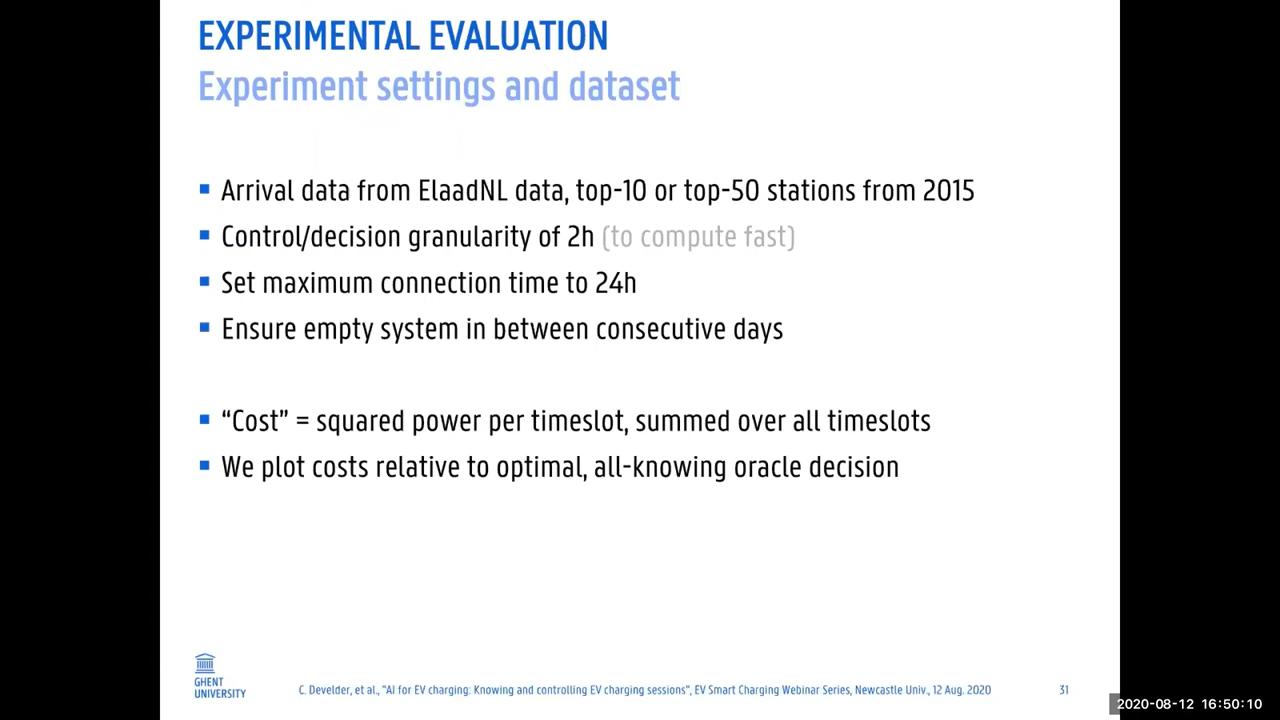 EXPERIMENTAL EVALUATION
Experiment settings and dataset
▪ Arrival data from ElaadNL data, top-10 or top-50 stations from 2015
▪ Control/decision granularity of 2h (to compute fast)
▪ Set maximum connection time to 24h
▪ Ensure empty system in between consecutive days
▪ “Cost” = squared power per timeslot, summed over all timeslots
▪ We plot costs relative to optimal, all-knowing oracle decision
GHENT
UNIVERSITY
C. Develder, et al., "AI for EV charging: Knowing and controlling EV charging sessions", EV Smart Charging Webinar Series, Newcastle Univ., 12 Aug. 2020
31
2020-08-12 16:50:10